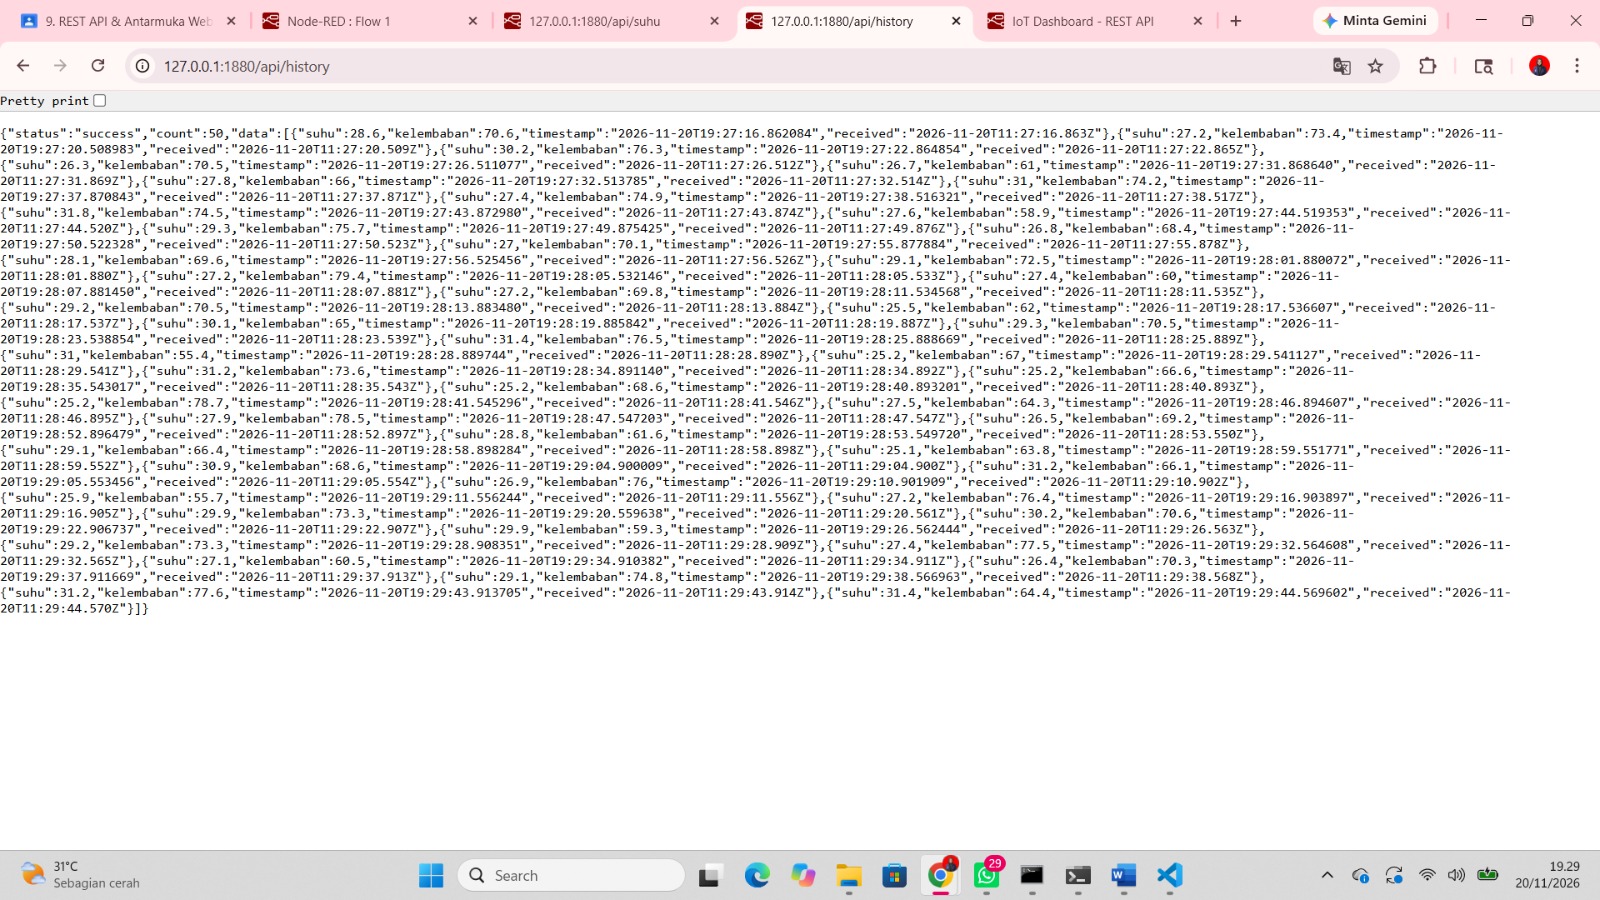 9. REST API & Antarmuka Web
Node-RED : Flow 1
127.0.0.1:1880/api/suhu
127.0.0.1:1880/api/history
IoT Dashboard - REST API
Minta Gemini
127.0.0.1:1880/api/history
Pretty print
{"status":"success","count":50,"data":[{"suhu":28.6,"kelembaban":70.6,"timestamp":"2026-11-20T19:27:16.862084","received":"2026-11-20T11:27:16.863Z"},{"suhu":27.2,"kelembaban":73.4,"timestamp":"2026-11-
20T19:27:20.508983","received":"2026-11-20T11:27:20.509Z"},{"suhu":30.2,"kelembaban":76.3,"timestamp":"2026-11-20T19:27:22.864854","received":"2026-11-20T11:27:22.865Z"},
{"suhu":26.3,"kelembaban":70.5,"timestamp":"2026-11-20T19:27:26.511077","received":"2026-11-20T11:27:26.512Z"},{"suhu":26.7,"kelembaban":61,"timestamp":"2026-11-20T19:27:31.868640","received":"2026-11-
20T11:27:31.869Z"},{"suhu":27.8,"kelembaban":66,"timestamp":"2026-11-20T19:27:32.513785","received":"2026-11-20T11:27:32.514Z"},{"suhu":31,"kelembaban":74.2,"timestamp":"2026-11-
20T19:27:37.870843","received":"2026-11-20T11:27:37.871Z"},{"suhu":27.4,"kelembaban":74.9,"timestamp":"2026-11-20T19:27:38.516321","received":"2026-11-20T11:27:38.517Z"},
{"suhu":31.8,"kelembaban":74.5,"timestamp":"2026-11-20T19:27:43.872980","received":"2026-11-20T11:27:43.874Z"},{"suhu":27.6,"kelembaban":58.9,"timestamp":"2026-11-20T19:27:44.519353","received":"2026-11-
20T11:27:44.520Z"},{"suhu":29.3,"kelembaban":75.7,"timestamp":"2026-11-20T19:27:49.875425","received":"2026-11-20T11:27:49.876Z"},{"suhu":26.8,"kelembaban":68.4,"timestamp":"2026-11-
20T19:27:50.522328","received":"2026-11-20T11:27:50.523Z"},{"suhu":27,"kelembaban":70.1,"timestamp":"2026-11-20T19:27:55.877884","received":"2026-11-20T11:27:55.878Z"},
{"suhu":28.1,"kelembaban":69.6,"timestamp":"2026-11-20T19:27:56.525456","received":"2026-11-20T11:27:56.526Z"},{"suhu":29.1,"kelembaban":72.5,"timestamp":"2026-11-20T19:28:01.880072","received":"2026-11-
20T11:28:01.880Z"},{"suhu":27.2,"kelembaban":79.4,"timestamp":"2026-11-20T19:28:05.532146","received":"2026-11-20T11:28:05.533Z"},{"suhu":27.4,"kelembaban":60,"timestamp":"2026-11-
20T19:28:07.881450","received":"2026-11-20T11:28:07.881Z"},{"suhu":27.2,"kelembaban":69.8,"timestamp":"2026-11-20T19:28:11.534568","received":"2026-11-20T11:28:11.535Z"},
{"suhu":29.2,"kelembaban":70.5,"timestamp":"2026-11-20T19:28:13.883480","received":"2026-11-20T11:28:13.884Z"},{"suhu":25.5,"kelembaban":62,"timestamp":"2026-11-20T19:28:17.536607","received":"2026-11-
20T11:28:17.537Z"},{"suhu":30.1,"kelembaban":65,"timestamp":"2026-11-20T19:28:19.885842","received":"2026-11-20T11:28:19.887Z"},{"suhu":29.3,"kelembaban":70.5,"timestamp":"2026-11-
20T19:28:23.538854","received":"2026-11-20T11:28:23.539Z"},{"suhu":31.4,"kelembaban":76.5,"timestamp":"2026-11-20T19:28:25.888669","received":"2026-11-20T11:28:25.889Z"},
{"suhu":31,"kelembaban":55.4,"timestamp":"2026-11-20T19:28:28.889744","received":"2026-11-20T11:28:28.890Z"},{"suhu":25.2,"kelembaban":67,"timestamp":"2026-11-20T19:28:29.541127","received":"2026-11-
20T11:28:29.541Z"},{"suhu":31.2,"kelembaban":73.6,"timestamp":"2026-11-20T19:28:34.891140","received":"2026-11-20T11:28:34.892Z"},{"suhu":25.2,"kelembaban":66.6,"timestamp":"2026-11-
20T19:28:35.543017","received":"2026-11-20T11:28:35.543Z"},{"suhu":25.2,"kelembaban":68.6,"timestamp":"2026-11-20T19:28:40.893201","received":"2026-11-20T11:28:40.893Z"},
{"suhu":25.2,"kelembaban":78.7,"timestamp":"2026-11-20T19:28:41.545296","received":"2026-11-20T11:28:41.546Z"},{"suhu":27.5,"kelembaban":64.3,"timestamp":"2026-11-20T19:28:46.894607","received":"2026-11-
20T11:28:46.895Z"},{"suhu":27.9,"kelembaban":78.5,"timestamp":"2026-11-20T19:28:47.547203","received":"2026-11-20T11:28:47.547Z"},{"suhu":26.5,"kelembaban":69.2,"timestamp":"2026-11-
20T19:28:52.896479","received":"2026-11-20T11:28:52.897Z"},{"suhu":28.8,"kelembaban":61.6,"timestamp":"2026-11-20T19:28:53.549720","received":"2026-11-20T11:28:53.550Z"},
{"suhu":29.1,"kelembaban":66.4,"timestamp":"2026-11-20T19:28:58.898284","received":"2026-11-20T11:28:58.898Z"},{"suhu":25.1,"kelembaban":63.8,"timestamp":"2026-11-20T19:28:59.551771","received":"2026-11-
20T11:28:59.552Z"},{"suhu":30.9,"kelembaban":68.6,"timestamp":"2026-11-20T19:29:04.900009","received":"2026-11-20T11:29:04.900Z"},{"suhu":31.2,"kelembaban":66.1,"timestamp":"2026-11-
20T19:29:05.553456","received":"2026-11-20T11:29:05.554Z"},{"suhu":26.9,"kelembaban":76,"timestamp":"2026-11-20T19:29:10.901909","received":"2026-11-20T11:29:10.902Z"},
{"suhu":25.9,"kelembaban":55.7,"timestamp":"2026-11-20T19:29:11.556244","received":"2026-11-20T11:29:11.556Z"},{"suhu":27.2,"kelembaban":76.4,"timestamp":"2026-11-20T19:29:16.903897","received":"2026-11-
20T11:29:16.905Z"},{"suhu":29.9,"kelembaban":73.3,"timestamp":"2026-11-20T19:29:20.559638","received":"2026-11-20T11:29:20.561Z"},{"suhu":30.2,"kelembaban":70.6,"timestamp":"2026-11-
20T19:29:22.906737","received":"2026-11-20T11:29:22.907Z"},{"suhu":29.9,"kelembaban":59.3,"timestamp":"2026-11-20T19:29:26.562444","received":"2026-11-20T11:29:26.563Z"},
{"suhu":29.2,"kelembaban":73.3,"timestamp":"2026-11-20T19:29:28.908351","received":"2026-11-20T11:29:28.909Z"},{"suhu":27.4,"kelembaban":77.5,"timestamp":"2026-11-20T19:29:32.564608","received":"2026-11-
20T11:29:32.565Z"},{"suhu":27.1,"kelembaban":60.5,"timestamp":"2026-11-20T19:29:34.910382","received":"2026-11-20T11:29:34.911Z"},{"suhu":26.4,"kelembaban":70.3,"timestamp":"2026-11-
20T19:29:37.911669","received":"2026-11-20T11:29:37.913Z"},{"suhu":29.1,"kelembaban":74.8,"timestamp":"2026-11-20T19:29:38.566963","received":"2026-11-20T11:29:38.568Z"},
{"suhu":31.2,"kelembaban":77.6,"timestamp":"2026-11-20T19:29:43.913705","received":"2026-11-20T11:29:43.914Z"},{"suhu":31.4,"kelembaban":64.4,"timestamp":"2026-11-20T19:29:44.569602","received":"2026-11-
20T11:29:44.570Z"}]}
31°C
Sebagian cerah
Search
29
19.29
20/11/2026